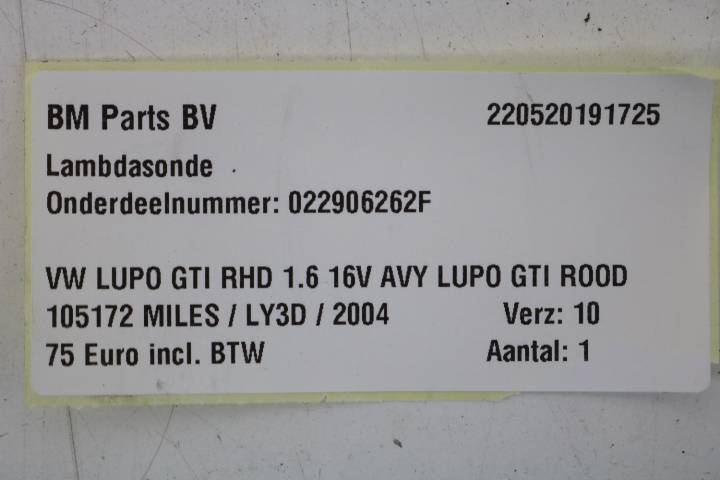 BM Parts BV 220520191725
Lambdasonde
Onderdeelnummer: 022906262F
VW LUPO GTI RHD 1.6 16V AVY LUPO GTI ROOD
105172 MILES / LY3D / 2004 Verz: 10
75 Euro incl. BTW Aantal: 1